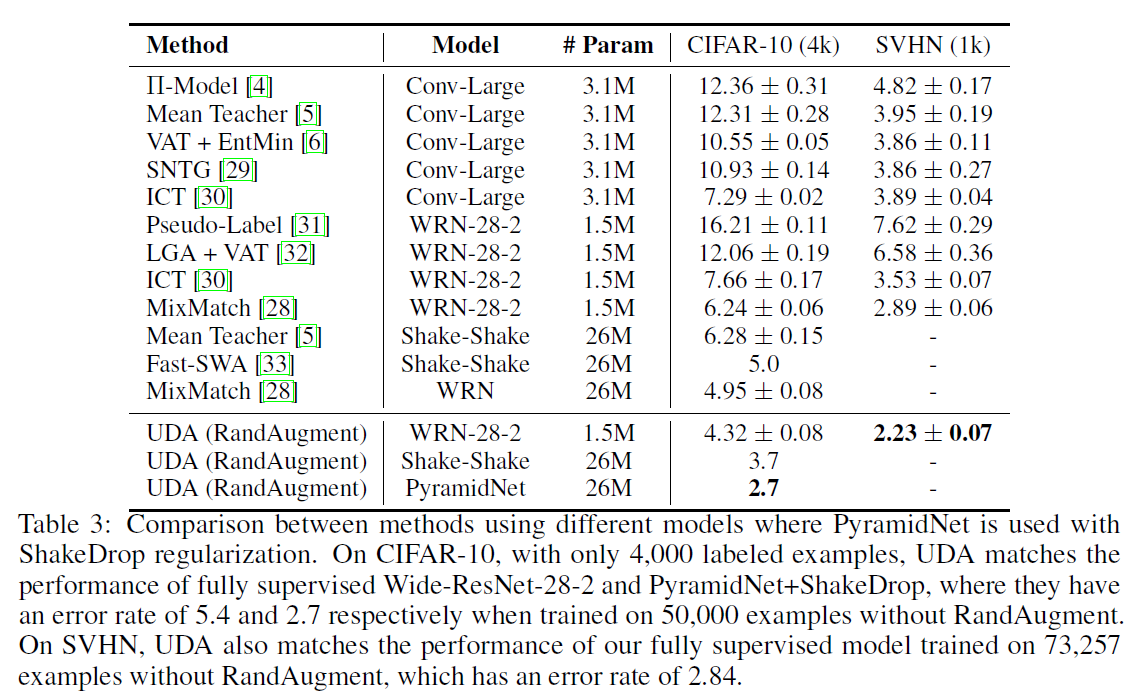 Method Model # Param CIFAR-10 (4k) SVHN (1k)
Π-Model [4] Conv-Large 3.1M 12.36 ± 0.31 4.82 ± 0.17
Mean Teacher [5] Conv-Large 3.1M 12.31 ± 0.28 3.95 ± 0.19
VAT + EntMin [6] Conv-Large 3.1M 10.55 ± 0.05 3.86 ± 0.11
SNTG [29] Conv-Large 3.1M 10.93 ± 0.14 3.86 ± 0.27
ICT [30] Conv-Large 3.1M 7.29 ± 0.02 3.89 ± 0.04
Pseudo-Label [31] WRN-28-2 1.5M 16.21 ± 0.11 7.62 ± 0.29
LGA + VAT [32] WRN-28-2 1.5M 12.06 ± 0.19 6.58 ± 0.36
ICT [30] WRN-28-2 1.5M 7.66 ± 0.17 3.53 ± 0.07
MixMatch [28] WRN-28-2 1.5M 6.24 ± 0.06 2.89 ± 0.06
Mean Teacher [5] Shake-Shake 26M 6.28 ± 0.15 -
Fast-SWA [33] Shake-Shake 26M 5.0 -
MixMatch [28] WRN 26M 4.95 ± 0.08 -
UDA (RandAugment) WRN-28-2 1.5M 4.32 ± 0.08 2.23 ± 0.07
UDA (RandAugment) Shake-Shake 26M 3.7 -
UDA (RandAugment) PyramidNet 26M 2.7 -
Table 3: Comparison between methods using different models where PyramidNet is used with
ShakeDrop regularization. On CIFAR-10, with only 4,000 labeled examples, UDA matches the
performance of fully supervised Wide-ResNet-28-2 and PyramidNet+ShakeDrop, where they have
an error rate of 5.4 and 2.7 respectively when trained on 50,000 examples without RandAugment.
On SVHN, UDA also matches the performance of our fully supervised model trained on 73,257
examples without RandAugment, which has an error rate of 2.84.